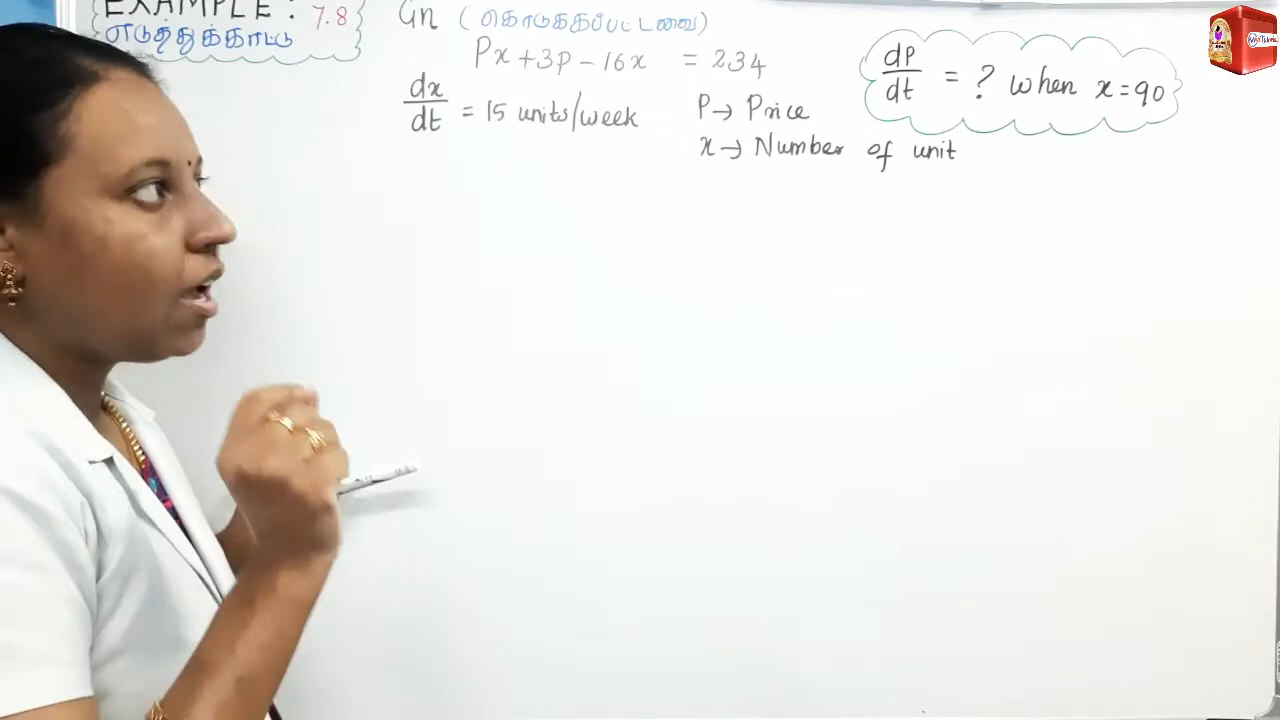 EXAMPLE: 7.8
எடுத்துக்காட்டு
Gn (கொடுக்கப்பட்டவை)
Px + 3p - 16x = 234
dx/dt = 15 units/week
P → Price
x → Number of unit
dp/dt = ? when x = 90